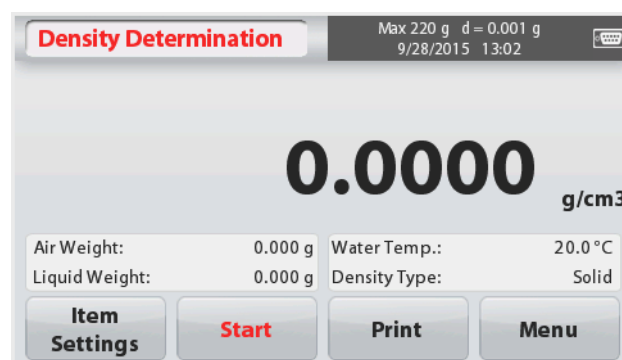 Density Determination
Max 220 g d = 0.001 g
9/28/2015 13:02
0.0000
g/cm3
Air Weight: 0.000 g
Water Temp.: 20.0 °C
Liquid Weight: 0.000 g
Density Type: Solid
Item
Settings
Start
Print
Menu